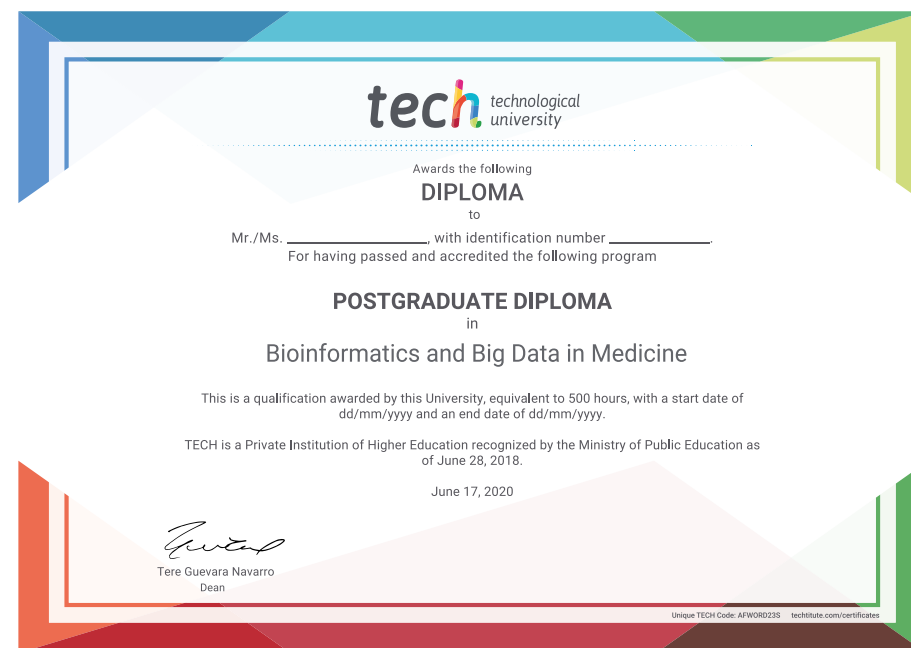 tech technological
university
Awards the following
DIPLOMA
to
Mr./Ms. ____________, with identification number _________.
For having passed and accredited the following program
POSTGRADUATE DIPLOMA
in
Bioinformatics and Big Data in Medicine
This is a qualification awarded by this University, equivalent to 500 hours, with a start date of
dd/mm/yyyy and an end date of dd/mm/yyyy.
TECH is a Private Institution of Higher Education recognized by the Ministry of Public Education as
of June 28, 2018.
June 17, 2020
Tere Guevara Navarro
Dean
Unique TECH Code: AFWORD23S techtitute.com/certificates